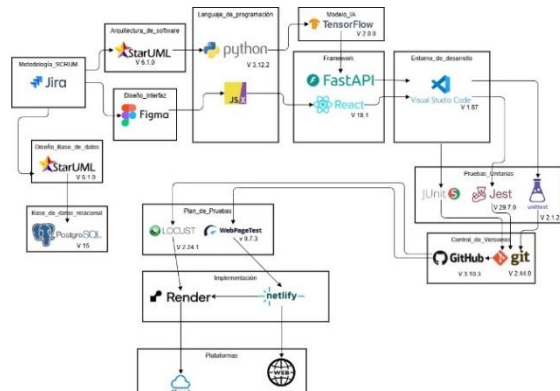 Metodología_SCRUM
Jira
Arquitectura_de_software
StarUML
V 6.1.0
Lenguaje_de_programación
python
V 3.12.2
JSX
Modelo_IA
TensorFlow
V 2.0.0
Diseño_Interfaz
Figma
Framework
FastAPI
React
V 18.1
Entorno_de_desarrollo
Visual Studio Code
V 1.87
Diseño_Base_de_datos
StarUML
V 6.1.0
Base_de_datos_relacional
PostgreSQL
V 15
Pruebas_Unitarias
JUnit 5
Jest
V 29.7.0
unittest
V 2.1.2
Plan_de_Pruebas
LOCUST
V 2.24.1
WebPageTest
V 9.7.3
Control_de_Versiones
GitHub
V 3.10.3
git
V 2.44.0
Implementación
Render
netlify
Plataformas
WEB